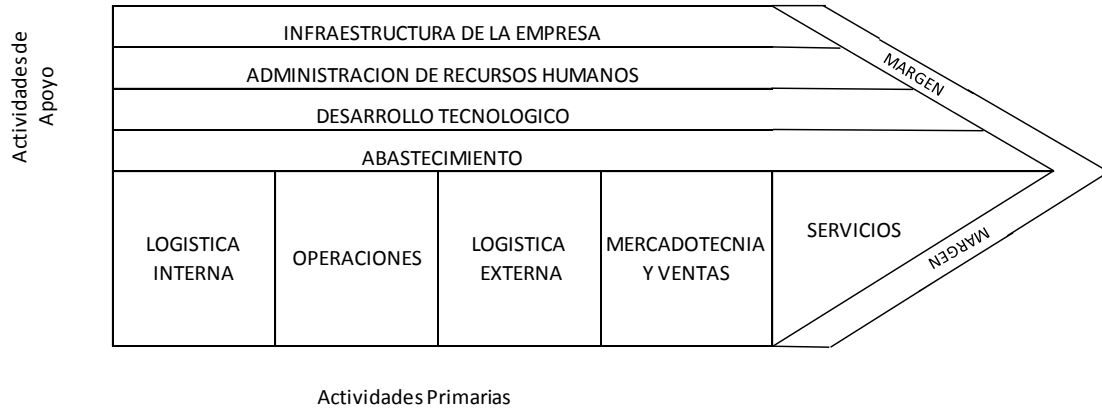 Actividades de
Apoyo
INFRAESTRUCTURA DE LA EMPRESA
ADMINISTRACION DE RECURSOS HUMANOS
DESARROLLO TECNOLOGICO
ABASTECIMIENTO
MARGEN
LOGISTICA
INTERNA
OPERACIONES
LOGISTICA
EXTERNA
MERCADOTECNIA
Y VENTAS
SERVICIOS
MARGEN
Actividades Primarias